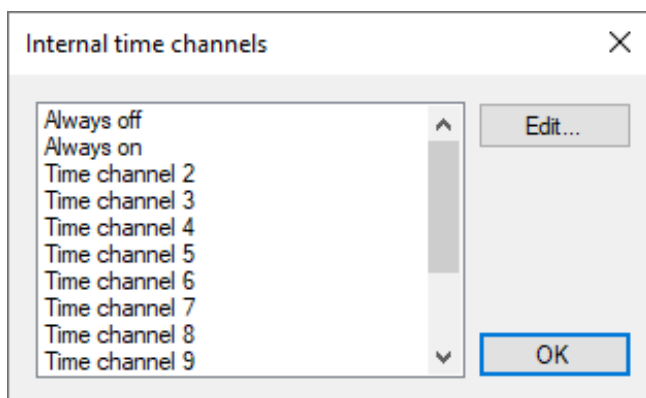 Internal time channels
Always off
Always on
Time channel 2
Time channel 3
Time channel 4
Time channel 5
Time channel 6
Time channel 7
Time channel 8
Time channel 9
Edit...
OK